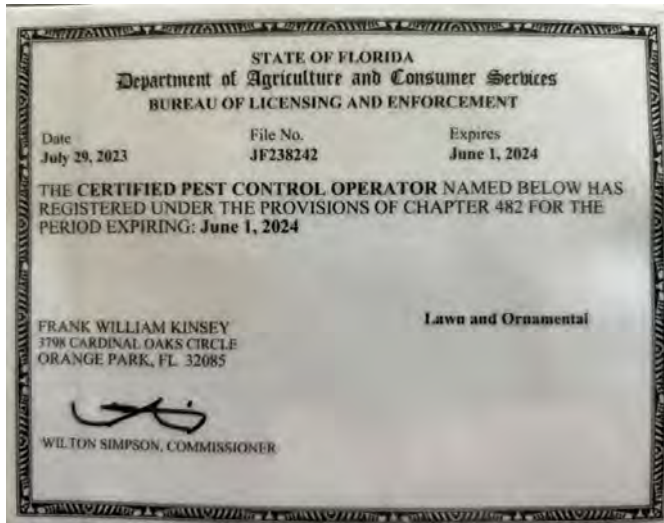 STATE OF FLORIDA
Department of Agriculture and Consumer Services
BUREAU OF LICENSING AND ENFORCEMENT
Date File No. Expires
July 29, 2023 JF238242 June 1, 2024
THE CERTIFIED PEST CONTROL OPERATOR NAMED BELOW HAS
REGISTERED UNDER THE PROVISIONS OF CHAPTER 482 FOR THE
PERIOD EXPIRING: June 1, 2024
Lawn and Ornamental
FRANK WILLIAM KINSEY
3798 CARDINAL OAKS CIRCLE
ORANGE PARK, FL 32085
WILTON SIMPSON, COMMISSIONER